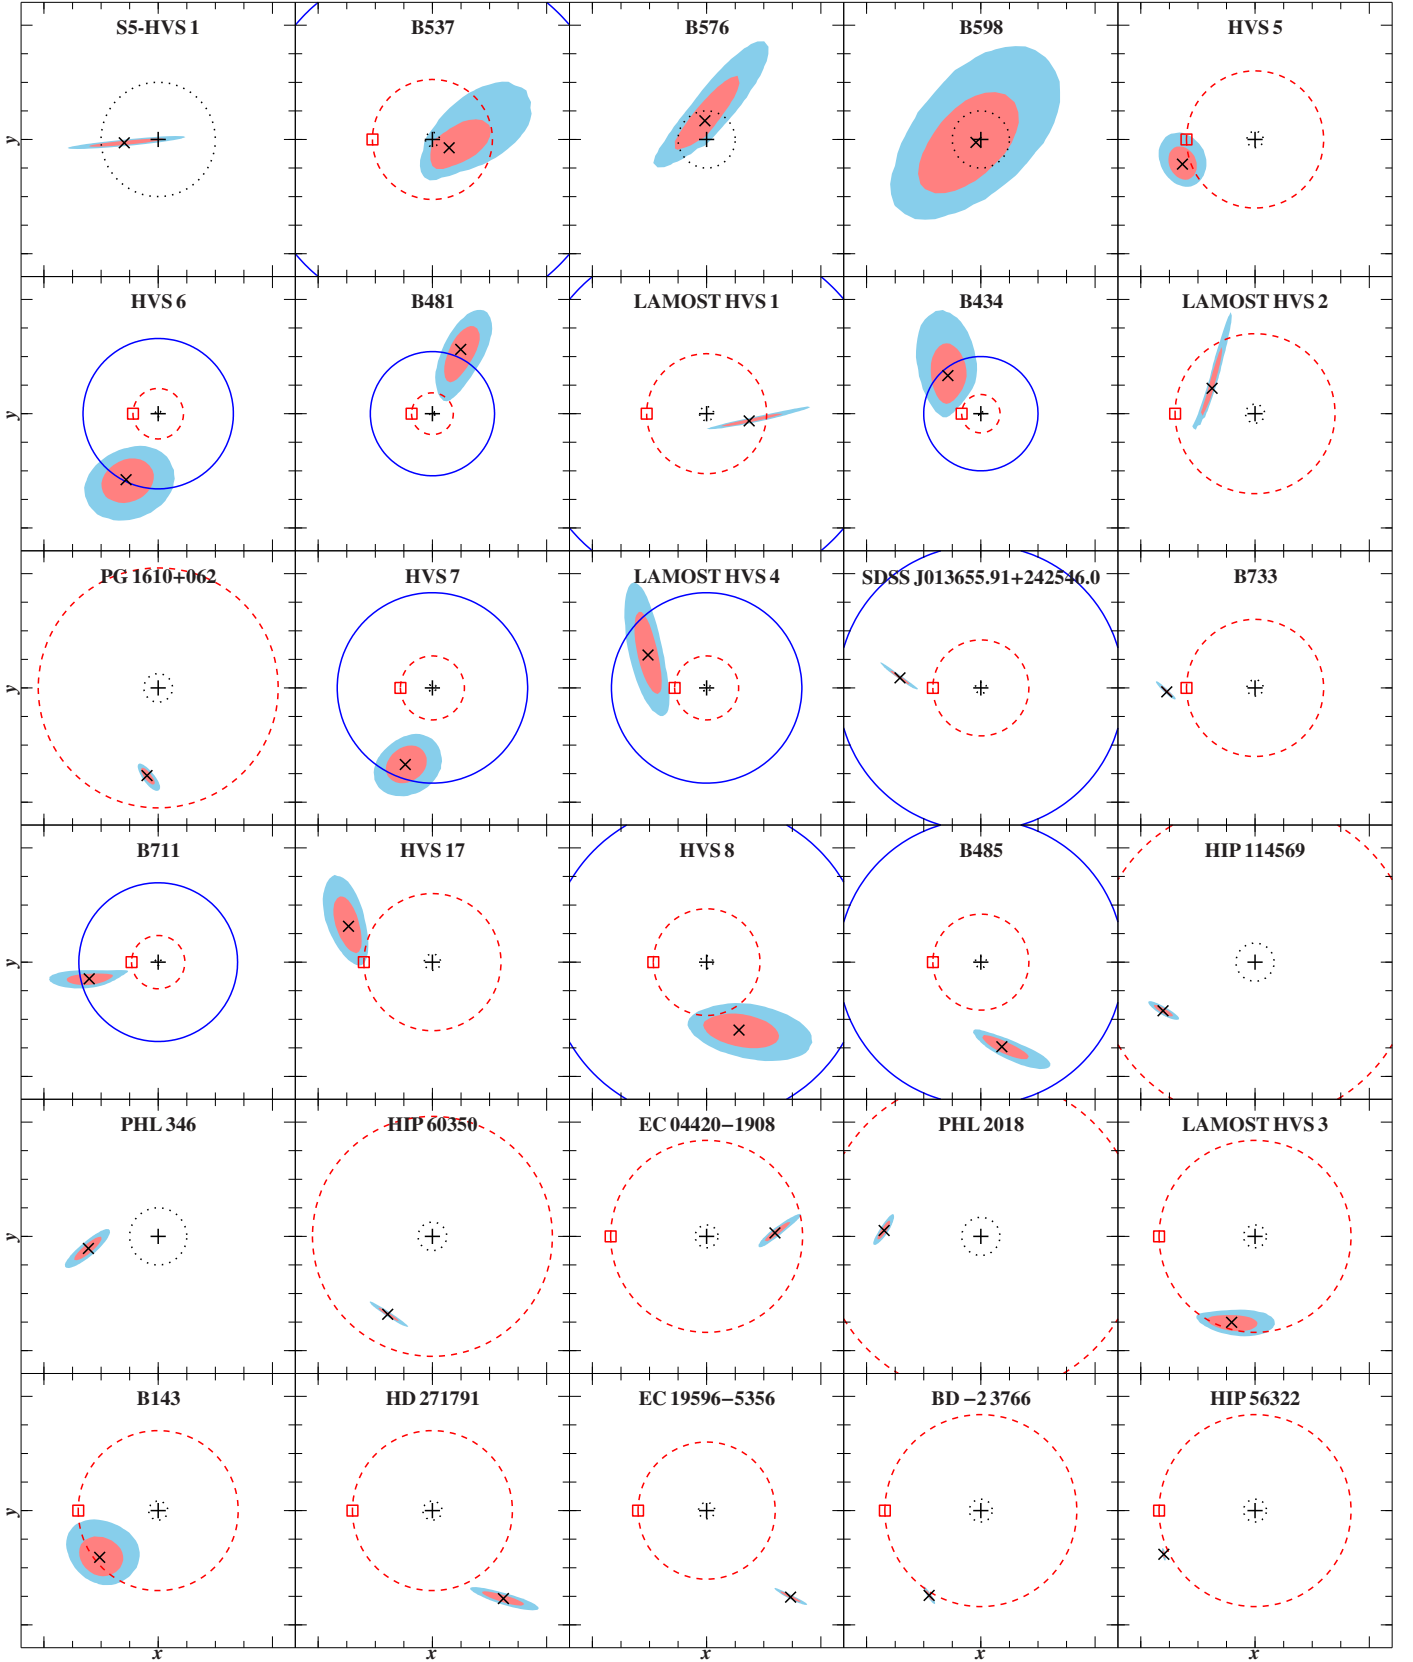 S5-HVS 1 B537 B576 B598 HVS 5
y
HVS 6 B481 LAMOST HVS 1 B434 LAMOST HVS 2
y
PG 1610+062 HVS 7 LAMOST HVS 4 SDSS J013655.91+242546.0 B733
y
B711 HVS 17 HVS 8 B485 HIP 114569
y
PHL 346 HIP 60350 EC 04420−1908 PHL 2018 LAMOST HVS 3
y
B143 HD 271791 EC 19596−5356 BD −2 3766 HIP 56322
y
x x x x x